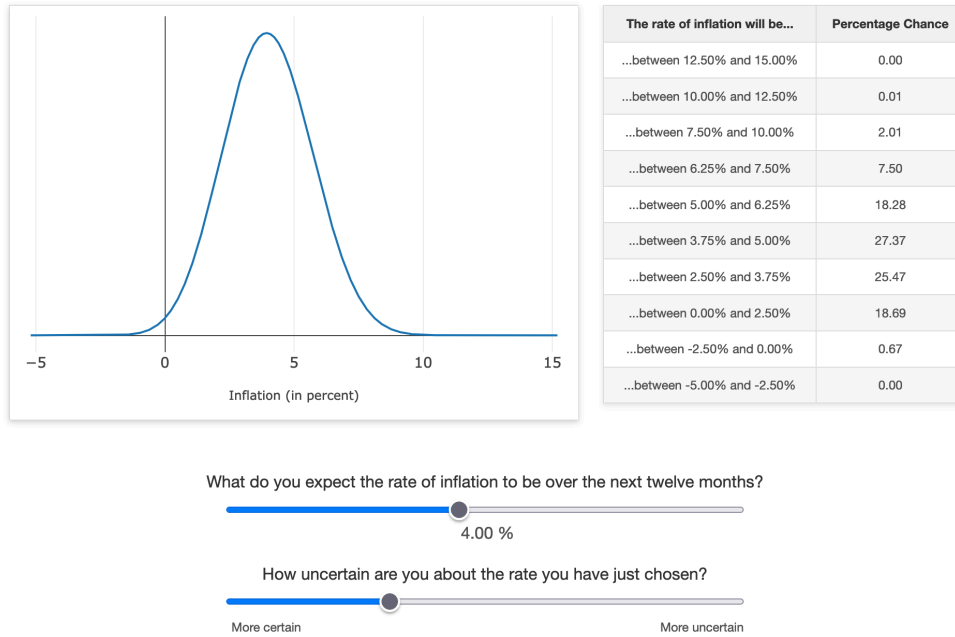 −5
0
5
10
15
Inflation (in percent)
The rate of inflation will be... Percentage Chance
...between 12.50% and 15.00% 0.00
...between 10.00% and 12.50% 0.01
...between 7.50% and 10.00% 2.01
...between 6.25% and 7.50% 7.50
...between 5.00% and 6.25% 18.28
...between 3.75% and 5.00% 27.37
...between 2.50% and 3.75% 25.47
...between 0.00% and 2.50% 18.69
...between -2.50% and 0.00% 0.67
...between -5.00% and -2.50% 0.00
What do you expect the rate of inflation to be over the next twelve months?
4.00 %
How uncertain are you about the rate you have just chosen?
More certain More uncertain